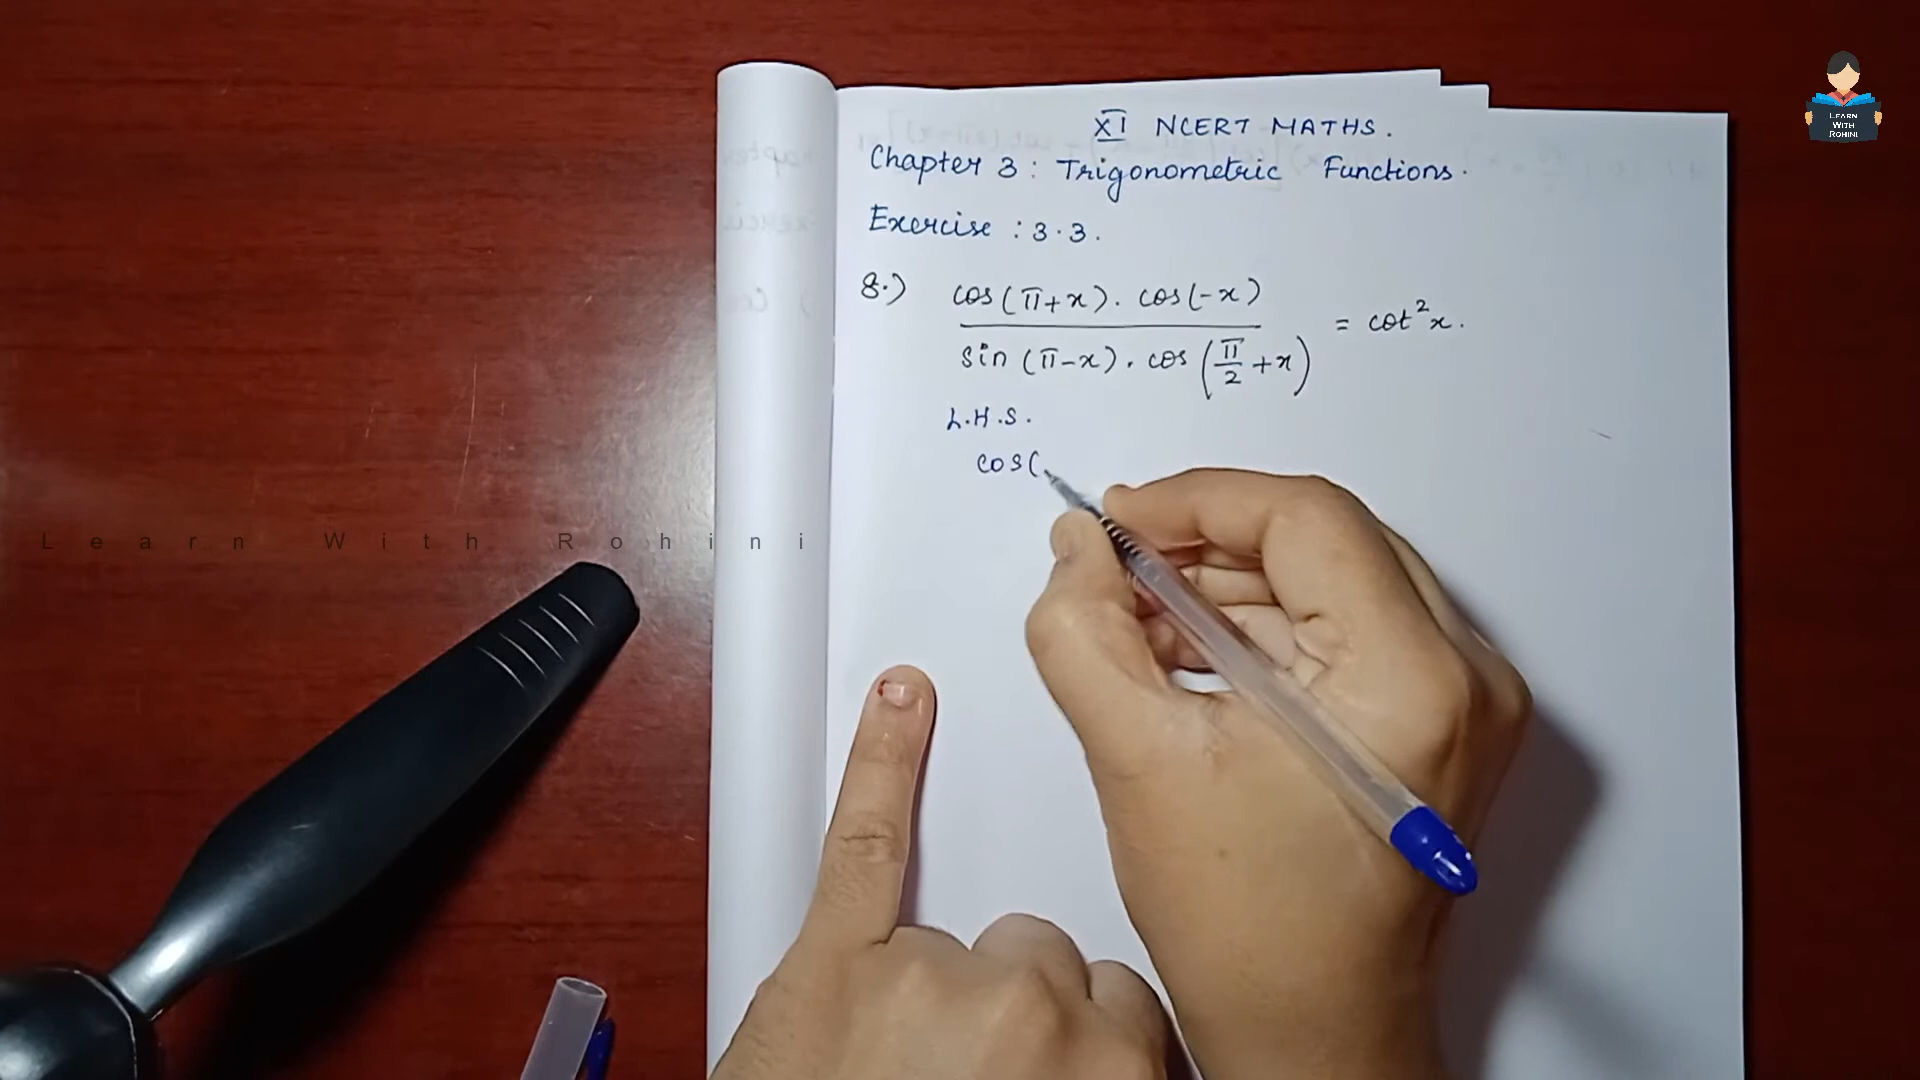 XI NCERT MATHS.
Chapter 3 : Trigonometric Functions.
Exercise : 3.3.
8.) cos(π+x). cos(-x) / sin(π-x). cos(π/2 +x) = cot²x.
L.H.S.
cos(
Learn With Rohini
LEARN
WITH
ROHINI